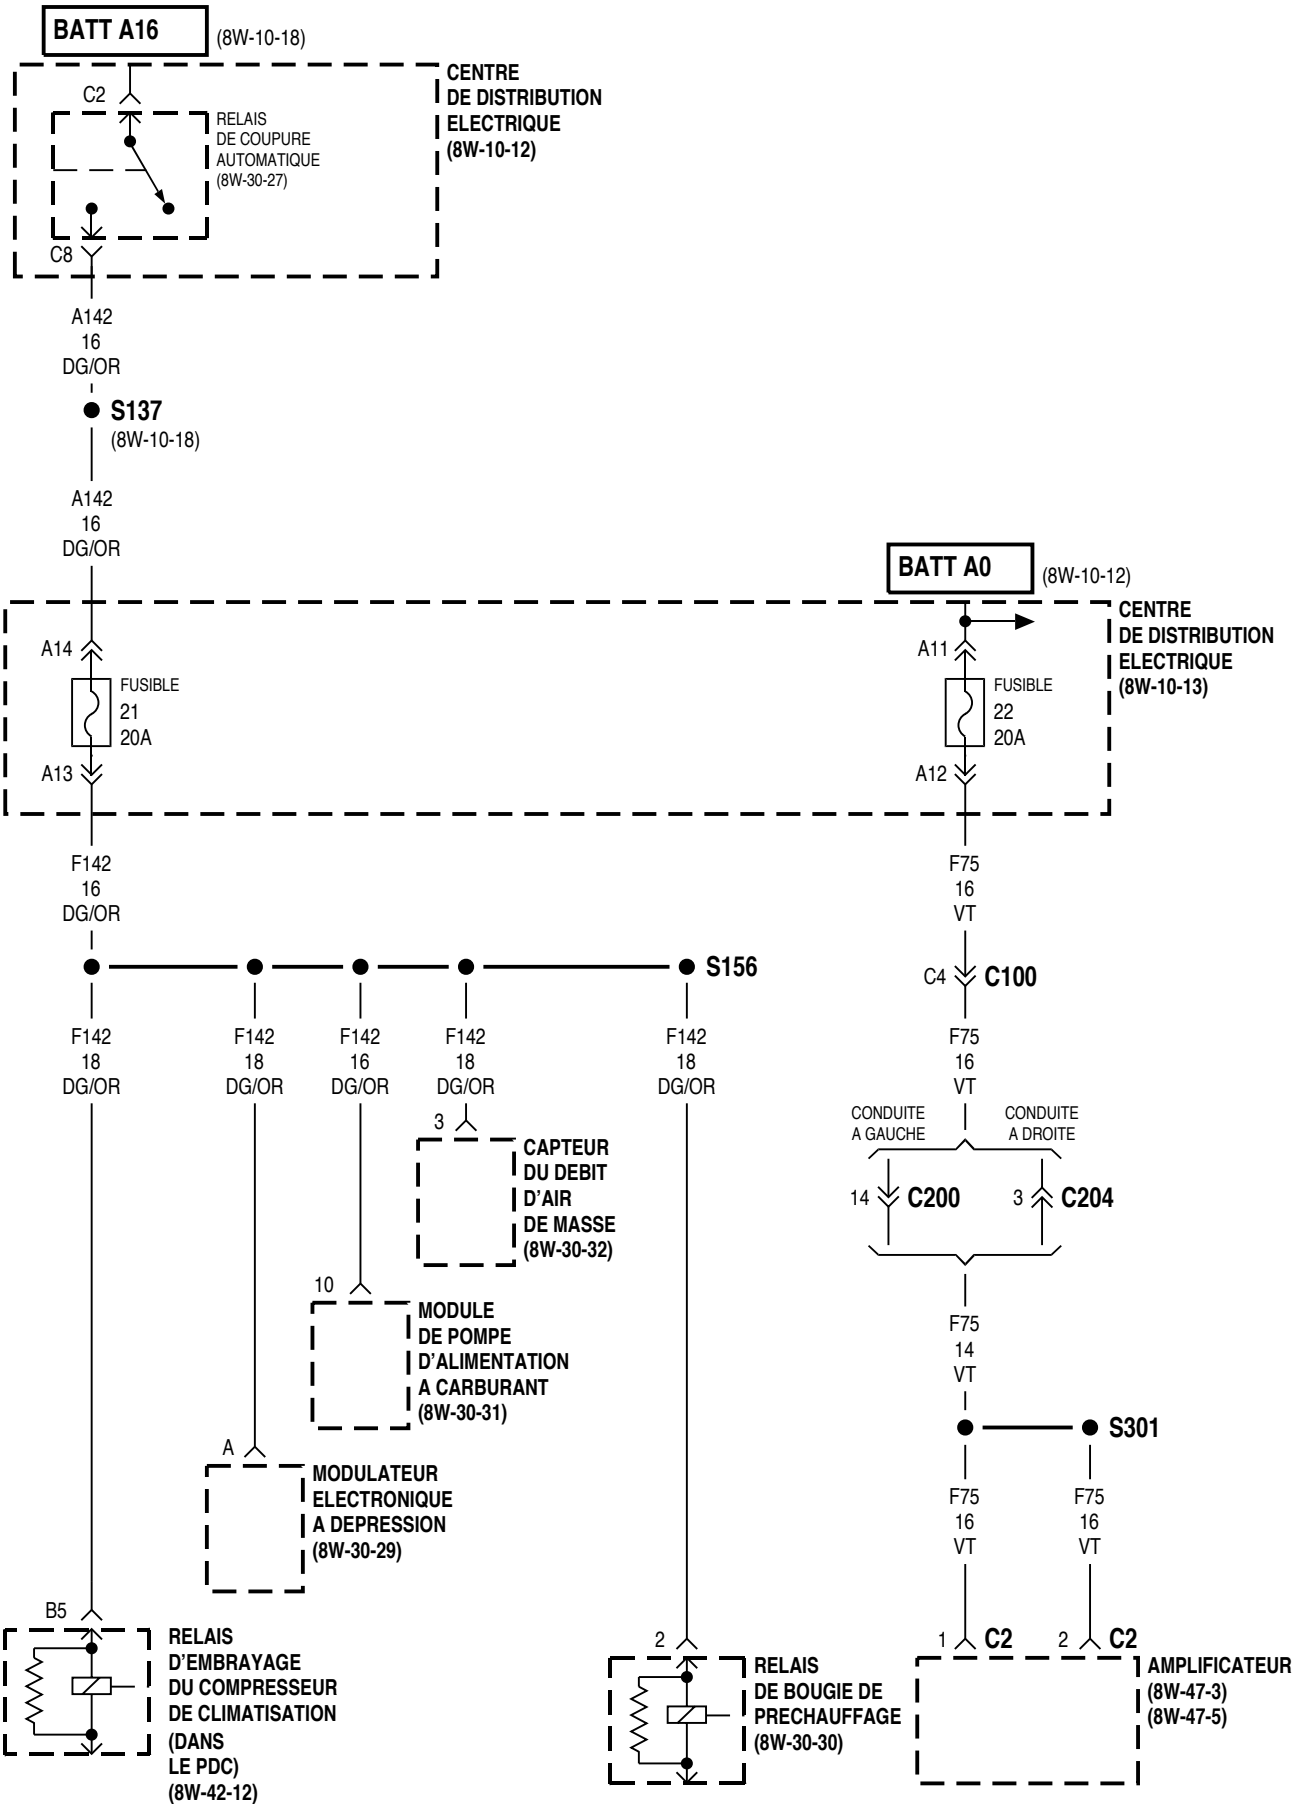 BATT A16
(8W-10-18)
CENTRE
DE DISTRIBUTION
ELECTRIQUE
(8W-10-12)
C2
RELAIS
DE COUPURE
AUTOMATIQUE
(8W-30-27)
C8
A142
16
DG/OR
S137
(8W-10-18)
A142
16
DG/OR
BATT A0
(8W-10-12)
CENTRE
DE DISTRIBUTION
ELECTRIQUE
(8W-10-13)
A14
FUSIBLE
21
20A
A13
A11
FUSIBLE
22
20A
A12
F142
16
DG/OR
F75
16
VT
S156
C4
C100
F142
18
DG/OR
F142
18
DG/OR
F142
16
DG/OR
F142
18
DG/OR
F142
18
DG/OR
F75
16
VT
CONDUITE
A GAUCHE
CONDUITE
A DROITE
3
CAPTEUR
DU DEBIT
D'AIR
DE MASSE
(8W-30-32)
14
C200
3
C204
10
MODULE
DE POMPE
D'ALIMENTATION
A CARBURANT
(8W-30-31)
F75
14
VT
S301
A
MODULATEUR
ELECTRONIQUE
A DEPRESSION
(8W-30-29)
F75
16
VT
F75
16
VT
B5
RELAIS
D'EMBRAYAGE
DU COMPRESSEUR
DE CLIMATISATION
(DANS
LE PDC)
(8W-42-12)
2
RELAIS
DE BOUGIE DE
PRECHAUFFAGE
(8W-30-30)
1
C2
2
C2
AMPLIFICATEUR
(8W-47-3)
(8W-47-5)